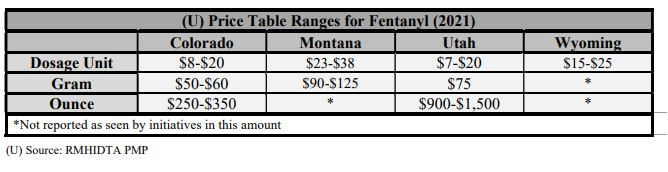 (U) Price Table Ranges for Fentanyl (2021)
Colorado Montana Utah Wyoming
Dosage Unit $8-$20 $23-$38 $7-$20 $15-$25
Gram $50-$60 $90-$125 $75 *
Ounce $250-$350 * $900-$1,500 *
*Not reported as seen by initiatives in this amount
(U) Source: RMHIDTA PMP